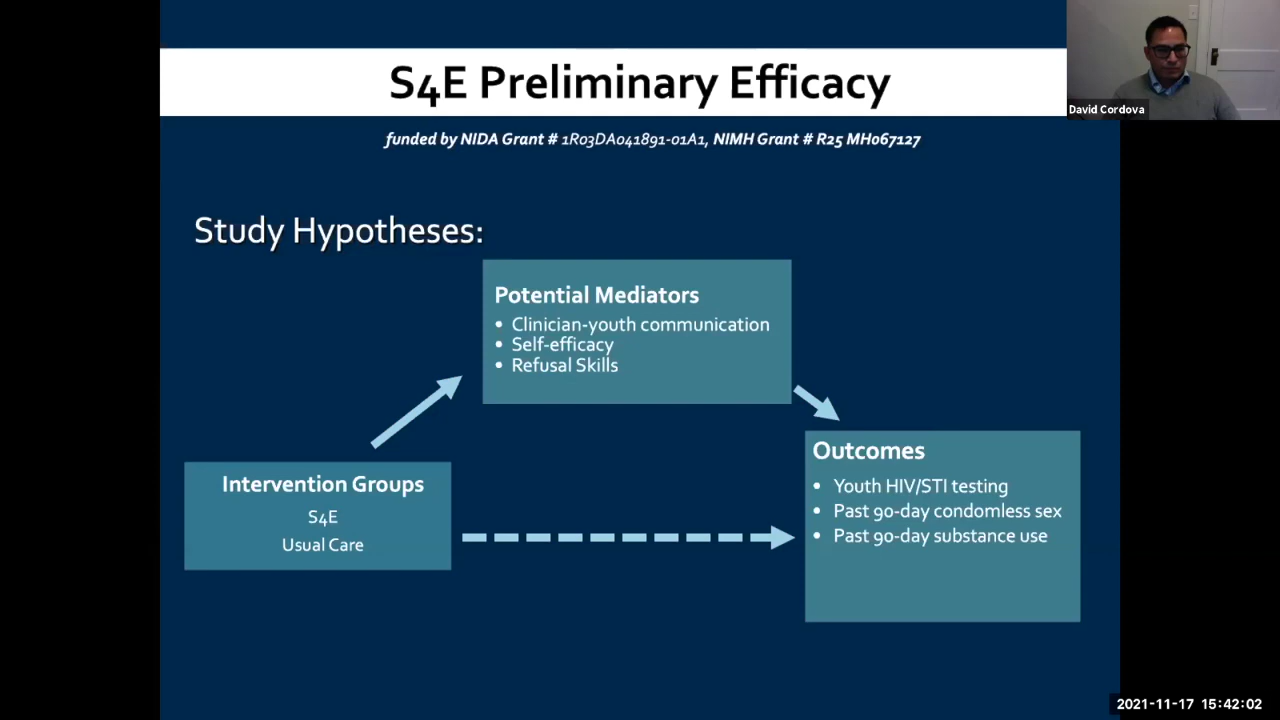 S4E Preliminary Efficacy
David Cordova
funded by NIDA Grant # 1R03DA041891-01A1, NIMH Grant # R25 MH067127
Study Hypotheses:
Potential Mediators
• Clinician-youth communication
• Self-efficacy
• Refusal Skills
Intervention Groups
S4E
Usual Care
Outcomes
• Youth HIV/STI testing
• Past 90-day condomless sex
• Past 90-day substance use
2021-11-17 15:42:02